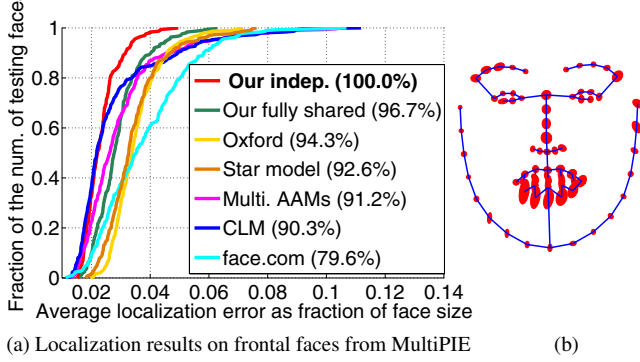 Fraction of the num. of testing face
1
0.8
0.6
0.4
0.2
0
Our indep. (100.0%)
Our fully shared (96.7%)
Oxford (94.3%)
Star model (92.6%)
Multi. AAMs (91.2%)
CLM (90.3%)
face.com (79.6%)
0.02 0.04 0.06 0.08 0.1 0.12 0.14
Average localization error as fraction of face size
(a) Localization results on frontal faces from MultiPIE
(b)